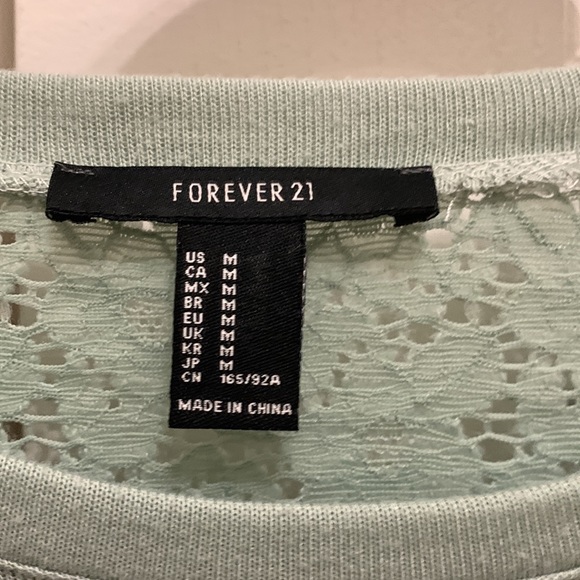 FOREVER 21
US M
CA M
MX M
BR M
EU M
UK M
KR M
JP M
CN 165/92A
MADE IN CHINA